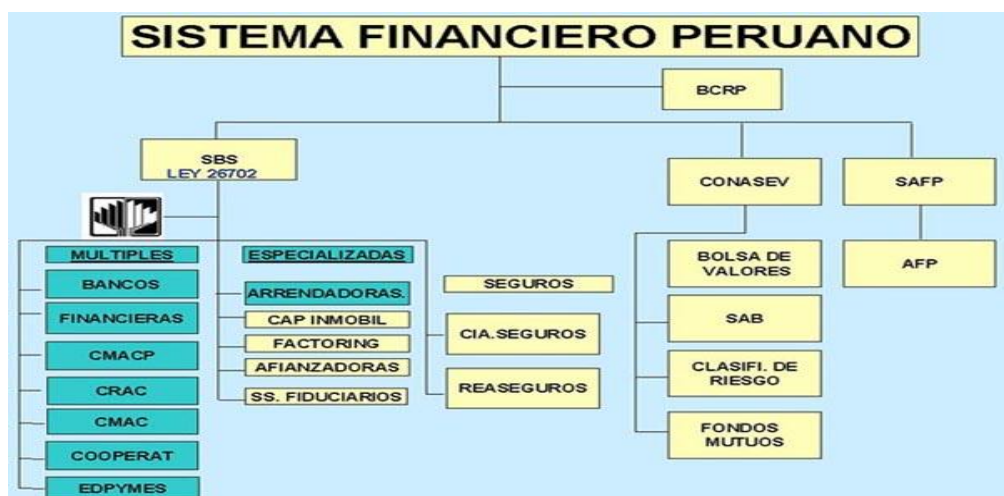 SISTEMA FINANCIERO PERUANO
BCRP
SBS
LEY 26702
CONASEV
SAFP
MULTIPLES
BANCOS
FINANCIERAS
CMACP
CRAC
CMAC
COOPERAT
EDPYMES
ESPECIALIZADAS
ARRENDADORAS.
CAP INMOBIL
FACTORING
AFIANZADORAS
SS. FIDUCIARIOS
SEGUROS
CIA.SEGUROS
REASEGUROS
BOLSA DE
VALORES
SAB
CLASIFI. DE
RIESGO
FONDOS
MUTUOS
AFP